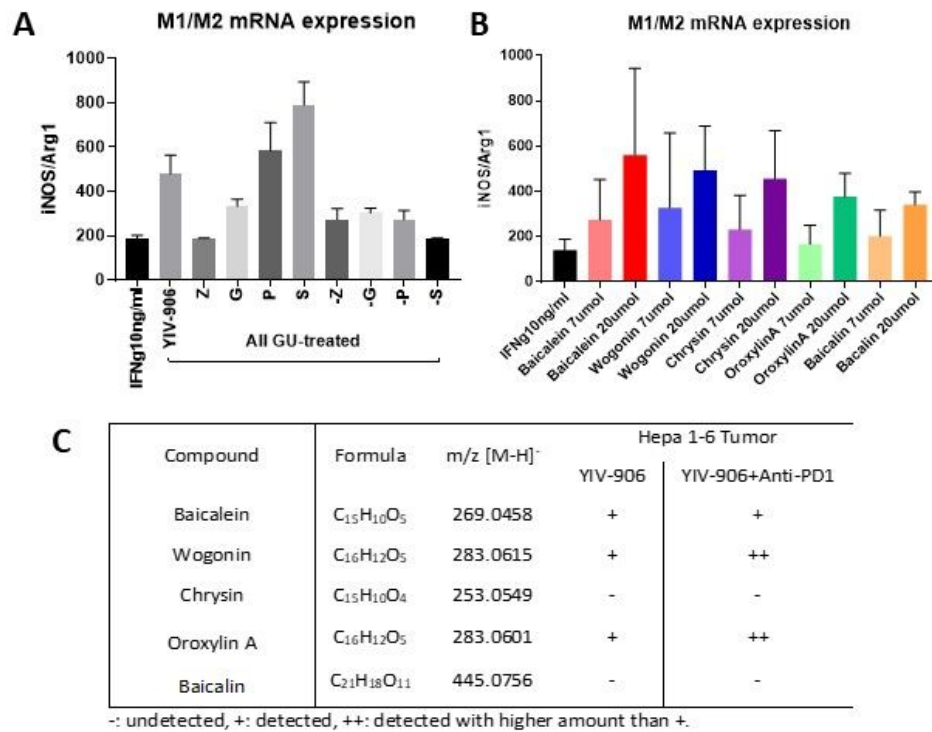 A
M1/M2 mRNA expression
iNOS/Arg1
1000
800
600
400
200
0
IFNg10ng/ml
YIV-906
Z
G
P
S
-Z
-G
-P
-S
All GU-treated
B
M1/M2 mRNA expression
iNOS/Arg1
1000
800
600
400
200
0
IFNg10ng/ml
Baicalein 7umol
Baicalein 20umol
Wogonin 7umol
Wogonin 20umol
Chrysin 7umol
Chrysin 20umol
OroxylinA 7umol
OroxylinA 20umol
Baicalin 7umol
Bacalin 20umol
C
Hepa 1-6 Tumor
Compound Formula m/z [M-H]⁻
YIV-906 YIV-906+Anti-PD1
Baicalein C₁₅H₁₀O₅ 269.0458 + +
Wogonin C₁₆H₁₂O₅ 283.0615 + ++
Chrysin C₁₅H₁₀O₄ 253.0549 - -
Oroxylin A C₁₆H₁₂O₅ 283.0601 + ++
Baicalin C₂₁H₁₈O₁₁ 445.0756 - -
-: undetected, +: detected, ++: detected with higher amount than +.